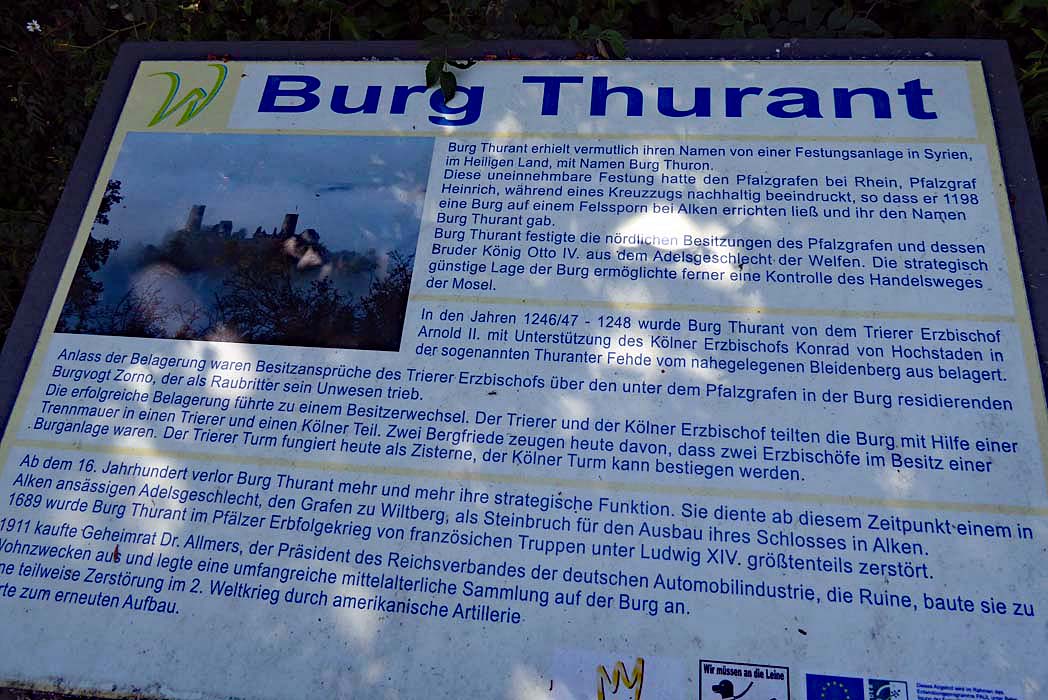 Burg Thurant
Burg Thurant erhielt vermutlich ihren Namen von einer Festungsanlage in Syrien,
im Heiligen Land, mit Namen Burg Thuron.
Diese uneinnehmbare Festung hatte den Pfalzgrafen bei Rhein, Pfalzgraf
Heinrich, während eines Kreuzzugs nachhaltig beeindruckt, so dass er 1198
eine Burg auf einem Felssporn bei Alken errichten ließ und ihr den Namen
Burg Thurant gab.
Burg Thurant festigte die nördlichen Besitzungen des Pfalzgrafen und dessen
Bruder König Otto IV. aus dem Adelsgeschlecht der Welfen. Die strategisch
günstige Lage der Burg ermöglichte ferner eine Kontrolle des Handelsweges
der Mosel.
In den Jahren 1246/47 - 1248 wurde Burg Thurant von dem Trierer Erzbischof
Arnold II. mit Unterstützung des Kölner Erzbischofs Konrad von Hochstaden in
der sogenannten Thuranter Fehde vom nahegelegenen Bleidenberg aus belagert.
Anlass der Belagerung waren Besitzansprüche des Trierer Erzbischofs über den unter dem Pfalzgrafen in der Burg residierenden
Burgvogt Zorno, der als Raubritter sein Unwesen trieb.
Die erfolgreiche Belagerung führte zu einem Besitzerwechsel. Der Trierer und der Kölner Erzbischof teilten die Burg mit Hilfe einer
Trennmauer in einen Trierer und einen Kölner Teil. Zwei Bergfriede zeugen heute davon, dass zwei Erzbischöfe im Besitz einer
Burganlage waren. Der Trierer Turm fungiert heute als Zisterne, der Kölner Turm kann bestiegen werden.
Ab dem 16. Jahrhundert verlor Burg Thurant mehr und mehr ihre strategische Funktion. Sie diente ab diesem Zeitpunkt einem in
Alken ansässigen Adelsgeschlecht, den Grafen zu Wiltberg, als Steinbruch für den Ausbau ihres Schlosses in Alken.
1689 wurde Burg Thurant im Pfälzer Erbfolgekrieg von französichen Truppen unter Ludwig XIV. größtenteils zerstört.
1911 kaufte Geheimrat Dr. Allmers, der Präsident des Reichsverbandes der deutschen Automobilindustrie, die Ruine, baute sie zu
Wohnzwecken aus und legte eine umfangreiche mittelalterliche Sammlung auf der Burg an.
ne teilweise Zerstörung im 2. Weltkrieg durch amerikanische Artillerie
rte zum erneuten Aufbau.
Wir müssen an die Leine
Dieses Angebot wird im Rahmen des